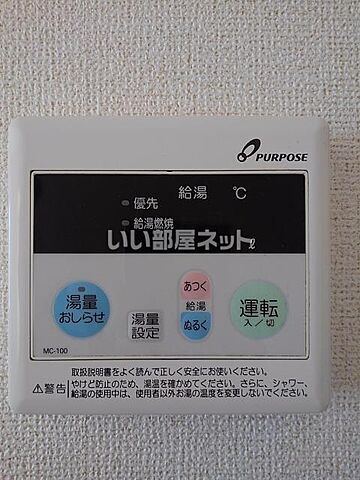 PURPOSE
給湯 ℃
優先
給湯燃焼
いい部屋ネット
ℓ
湯量
おしらせ
湯量
設定
あつく
給湯
ぬるく
運転
入/切
MC-100
取扱説明書をよく読んで正しく安全にお使いください。
⚠警告 やけど防止のため、湯温を確かめてください。さらに、シャワー、
給湯の使用中は、使用者以外お湯の温度を変更しないでください。